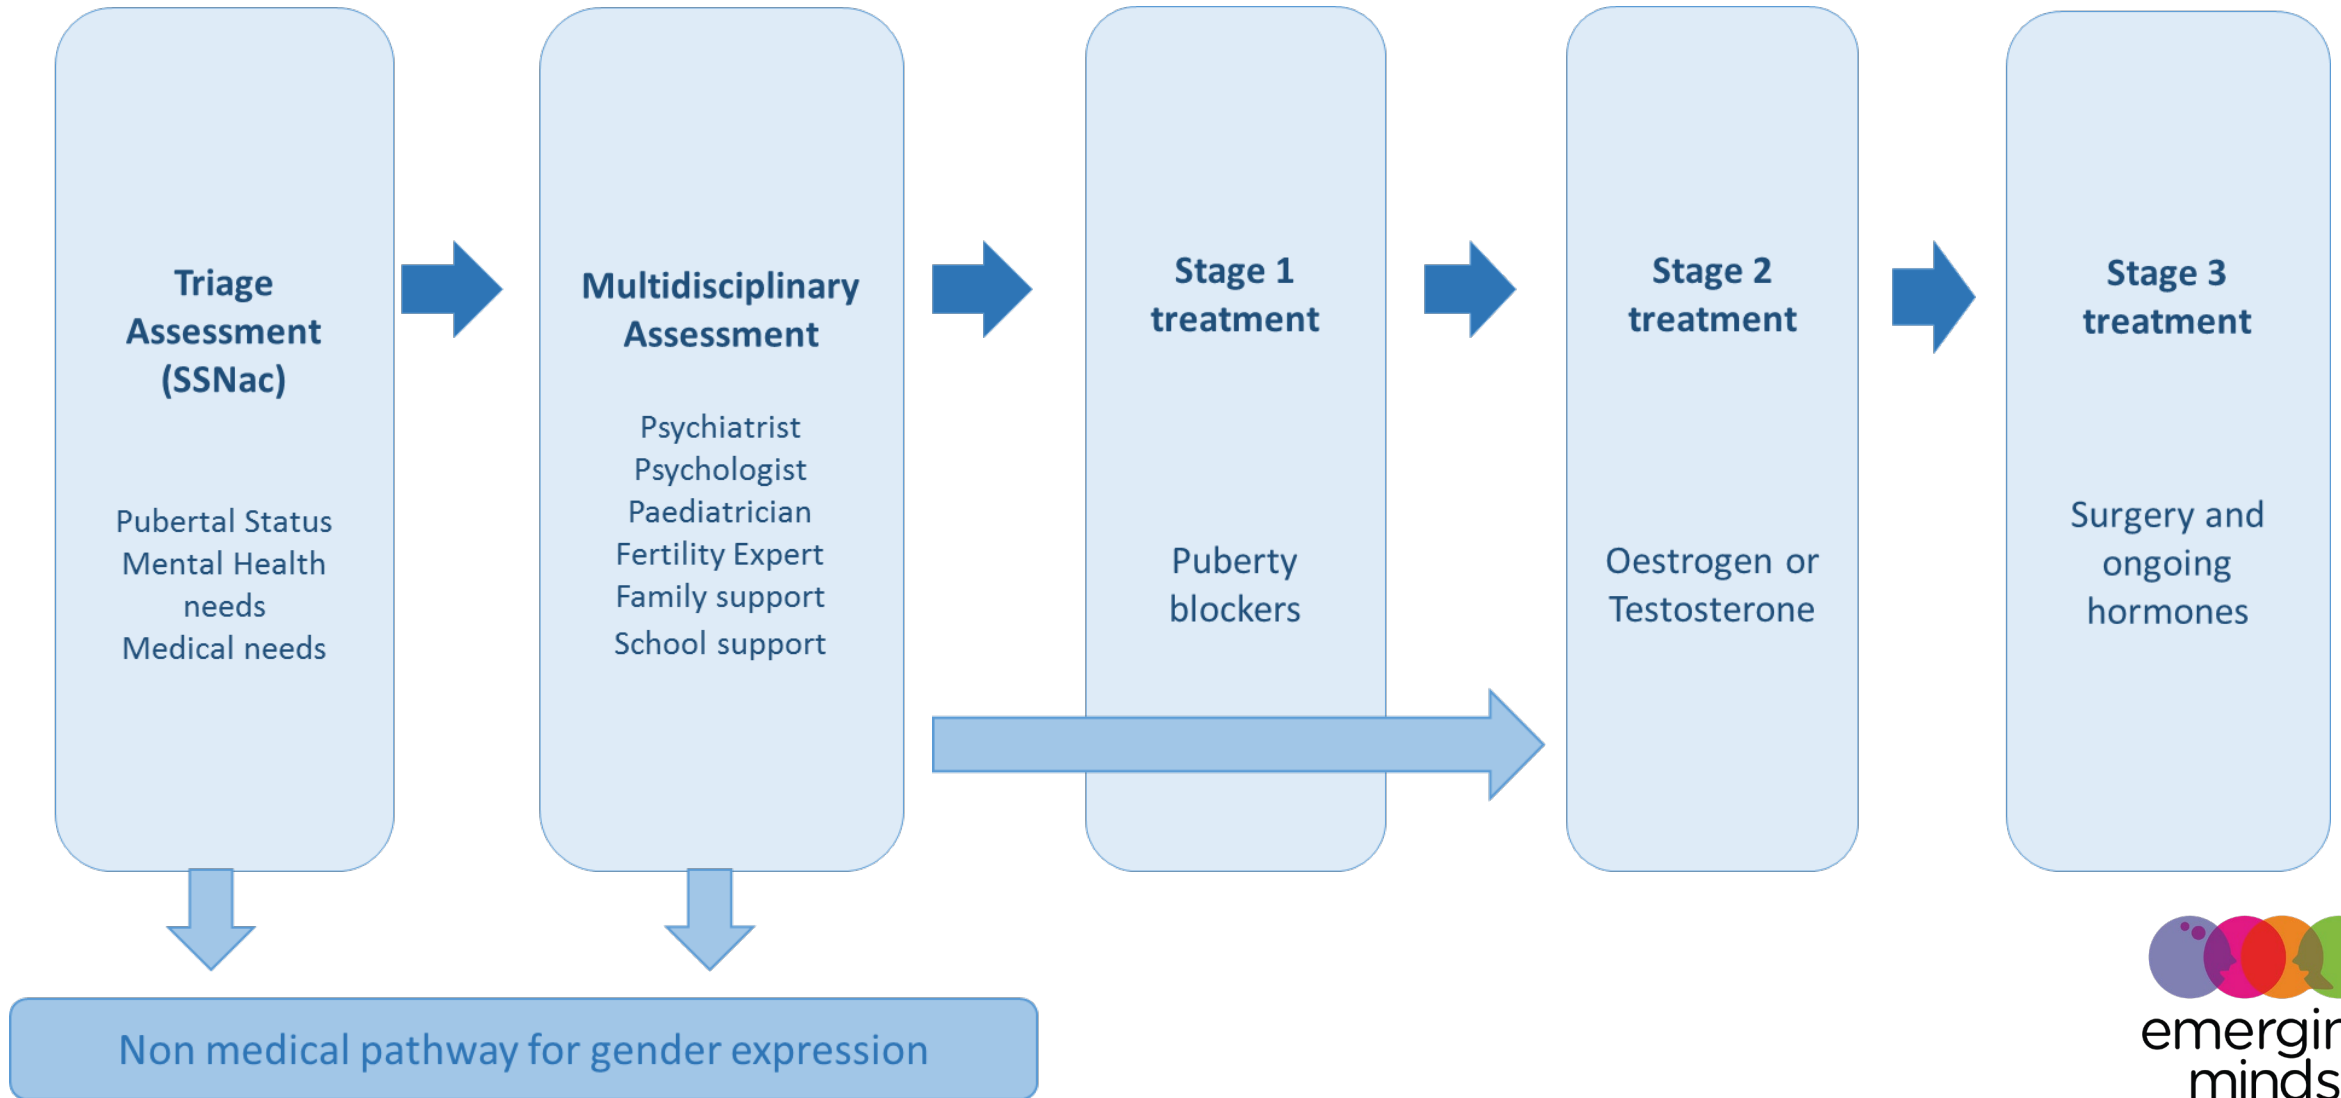 Triage
Assessment
(SSNac)
Pubertal Status
Mental Health
needs
Medical needs
Multidisciplinary
Assessment
Psychiatrist
Psychologist
Paediatrician
Fertility Expert
Family support
School support
Stage 1
treatment
Puberty
blockers
Stage 2
treatment
Oestrogen or
Testosterone
Stage 3
treatment
Surgery and
ongoing
hormones
Non medical pathway for gender expression
minds